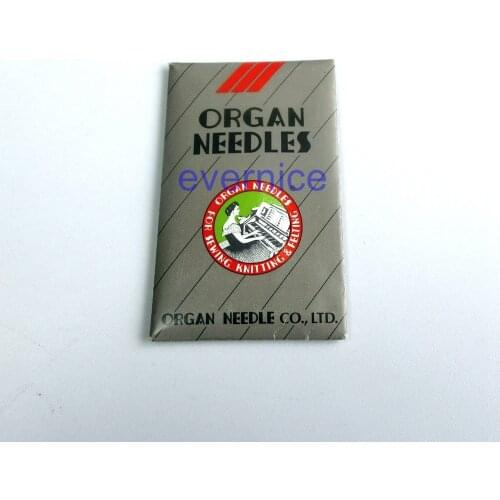 ORGAN
NEEDLES
evernice
ORGAN NEEDLES
FOR SEWING KNITTING & FELTING
ORGAN NEEDLE CO., LTD.